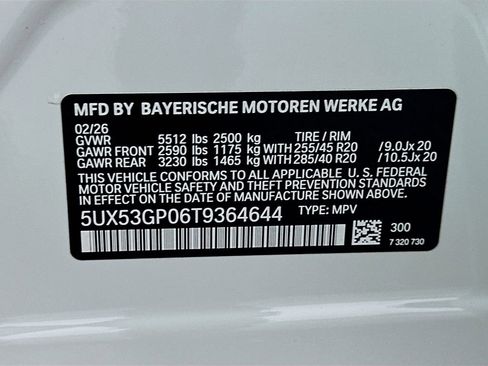 MFD BY BAYERISCHE MOTOREN WERKE AG
02/26
GVWR 5512 lbs 2500 kg TIRE / RIM
GAWR FRONT 2590 lbs 1175 kg WITH 255/45 R20 / 9.0J x 20
GAWR REAR 3230 lbs 1465 kg WITH 285/40 R20 / 10.5J x 20
THIS VEHICLE CONFORMS TO ALL APPLICABLE U. S. FEDERAL
MOTOR VEHICLE SAFETY AND THEFT PREVENTION STANDARDS
IN EFFECT ON THE DATE OF MANUFACTURE SHOWN ABOVE.
5UX53GP06T9364644 TYPE: MPV
300
7 320 730